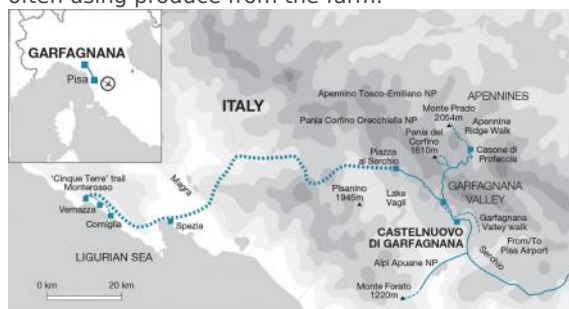 often using produce from the farm.
GARFAGNANA
Pisa
ITALY
Apennino Tosco-Emiliano NP
APENNINES
Monte Prado
2054m
Pania Corfino Orecchiella NP
Pania del
Corfino
1610m
Apennine
Ridge Walk
Piazza
al Serchio
Casone di
Profeccia
'Cinque Terre' trail
Monterosso
Magra
Pisanino
1945m
Lake
Vagli
GARFAGNANA
VALLEY
Vernazza
Corniglia
Spezia
CASTELNUOVO
DI GARFAGNANA
Garfagnana
Valley walk
Serchio
From/To
Pisa Airport
LIGURIAN SEA
Alpi Apuane NP
0 km
20 km
Monte Forato
1220m